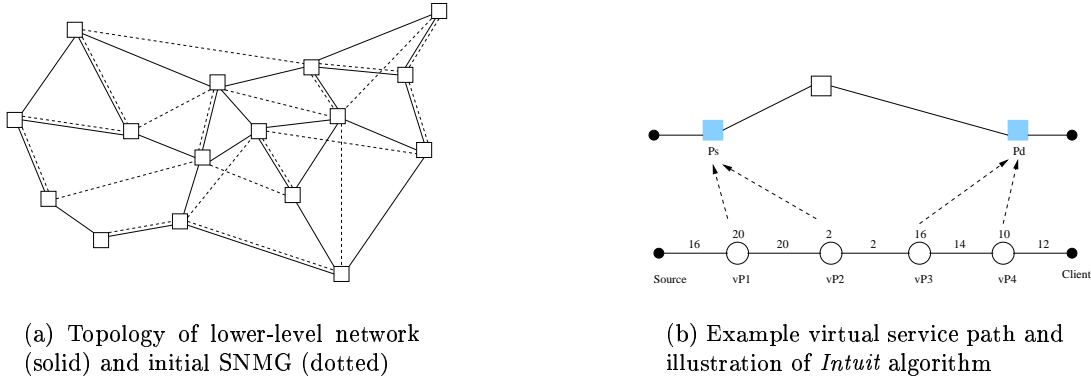 Ps
Pd
20 2 16 10
16 20 2 14 12
Source vP1 vP2 vP3 vP4 Client
(a) Topology of lower-level network
(solid) and initial SNMG (dotted)
(b) Example virtual service path and
illustration of Intuit algorithm